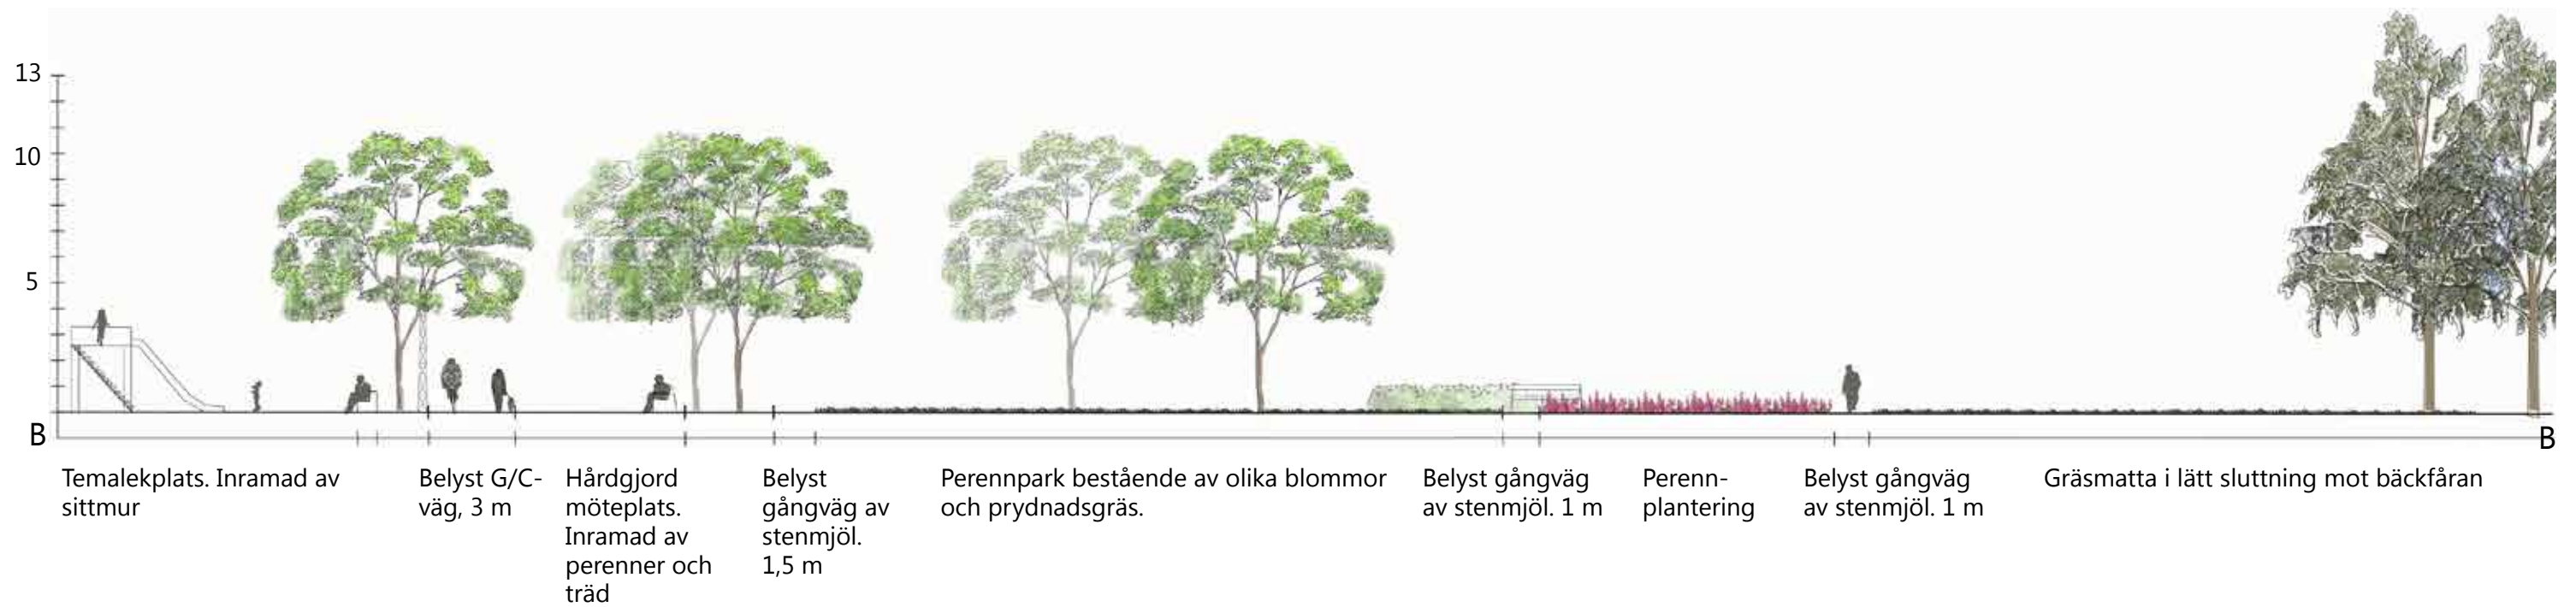 13
10
5
B
B
Temalekplats. Inramad av
sittmur
Belyst G/C-
väg, 3 m
Hårdgjord
möteplats.
Inramad av
perenner och
träd
Belyst
gångväg av
stenmjöl.
1,5 m
Perennpark bestående av olika blommor
och prydnadsgräs.
Belyst gångväg
av stenmjöl. 1 m
Perenn-
plantering
Belyst gångväg
av stenmjöl. 1 m
Gräsmatta i lätt sluttning mot bäckfåran